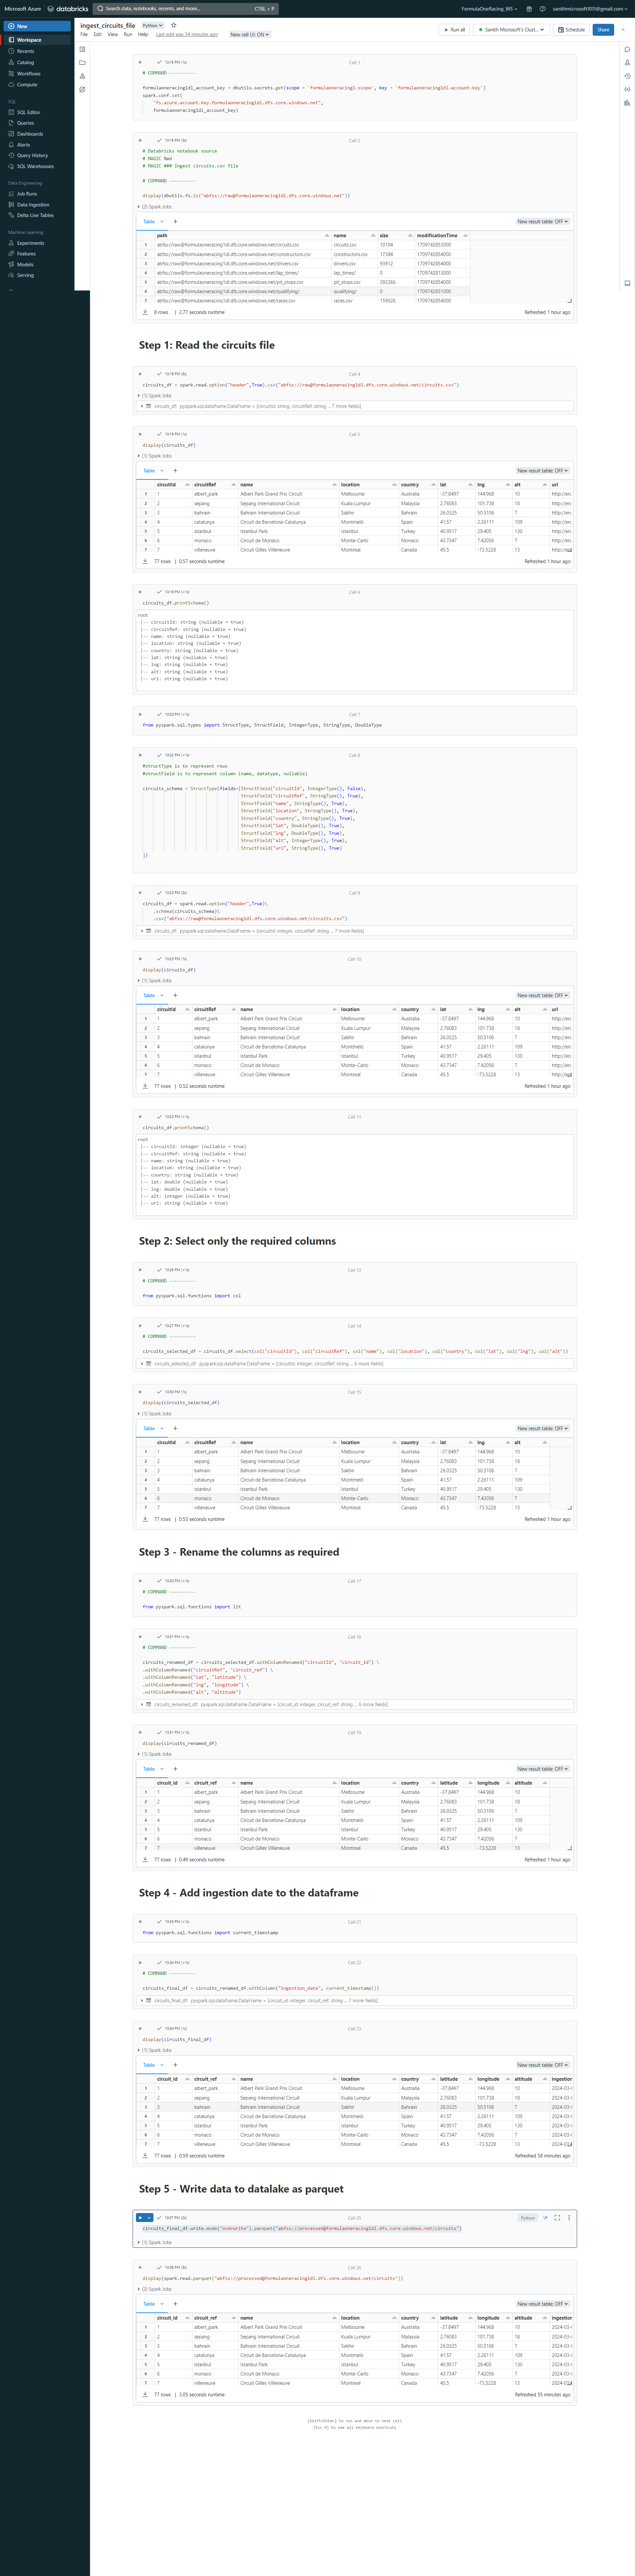 Microsoft Azure
databricks
Search data, notebooks, recents, and more...
CTRL + P
FormulaOneRacing_WS
sanithmicrosoft1011@gmail.com
New
Workspace
Recents
Catalog
Workflows
Compute
SQL
SQL Editor
Queries
Dashboards
Alerts
Query History
SQL Warehouses
Data Engineering
Job Runs
Data Ingestion
Delta Live Tables
Machine Learning
Experiments
Features
Models
Serving
ingest_circuits_file
Python
File Edit View Run Help
Last edit was 34 minutes ago
New cell UI: ON
Run all
Sanith Microsoft's Clust...
Schedule
Share
Cell 1
# COMMAND ----------
formulaoneracingl_account_key = dbutils.secrets.get(scope = 'formulaoneracingl-scope', key = 'formulaoneracingl-account-key')
spark.conf.set(
"fs.azure.account.key.formulaoneracingldl.dfs.core.windows.net",
formulaoneracingl_account_key)
Cell 2
# Databricks notebook source
# MAGIC %md
# MAGIC ### Ingest circuits.csv file
# COMMAND ----------
display(dbutils.fs.ls("abfss://raw@formulaoneracingldl.dfs.core.windows.net"))
(2) Spark Jobs
Table
New result table: OFF
path name size modificationTime
1 abfss://raw@formulaoneracing1dl.dfs.core.windows.net/circuits.csv circuits.csv 10104 1709742853000
2 abfss://raw@formulaoneracing1dl.dfs.core.windows.net/constructors.csv constructors.csv 17384 1709742854000
3 abfss://raw@formulaoneracing1dl.dfs.core.windows.net/drivers.csv drivers.csv 93912 1709742854000
4 abfss://raw@formulaoneracing1dl.dfs.core.windows.net/lap_times/ lap_times/ 0 1709742813000
5 abfss://raw@formulaoneracing1dl.dfs.core.windows.net/pit_stops.csv pit_stops.csv 392366 1709742854000
6 abfss://raw@formulaoneracing1dl.dfs.core.windows.net/qualifying/ qualifying/ 0 1709742831000
7 abfss://raw@formulaoneracing1dl.dfs.core.windows.net/races.csv races.csv 159026 1709742854000
8 rows | 2.77 seconds runtime
Refreshed 1 hour ago
Step 1: Read the circuits file
Cell 4
circuits_df = spark.read.option("header",True).csv("abfss://raw@formulaoneracingldl.dfs.core.windows.net/circuits.csv")
(1) Spark Jobs
circuits_df: pyspark.sql.dataframe.DataFrame = [circuitId: string, circuitRef: string ... 7 more fields]
Cell 5
display(circuits_df)
(1) Spark Jobs
Table
New result table: OFF
circuitId circuitRef name location country lat lng alt url
1 1 albert_park Albert Park Grand Prix Circuit Melbourne Australia -37.8497 144.968 10 http://en.
2 2 sepang Sepang International Circuit Kuala Lumpur Malaysia 2.76083 101.738 18 http://en.
3 3 bahrain Bahrain International Circuit Sakhir Bahrain 26.0325 50.5106 7 http://en.
4 4 catalunya Circuit de Barcelona-Catalunya Montmeló Spain 41.57 2.26111 109 http://en.
5 5 istanbul Istanbul Park Istanbul Turkey 40.9517 29.405 130 http://en.
6 6 monaco Circuit de Monaco Monte-Carlo Monaco 43.7347 7.42056 7 http://en.
7 7 villeneuve Circuit Gilles Villeneuve Montreal Canada 45.5 -73.5228 13 http://en
77 rows | 0.57 seconds runtime
Refreshed 1 hour ago
Cell 6
circuits_df.printSchema()
root
|-- circuitId: string (nullable = true)
|-- circuitRef: string (nullable = true)
|-- name: string (nullable = true)
|-- location: string (nullable = true)
|-- country: string (nullable = true)
|-- lat: string (nullable = true)
|-- lng: string (nullable = true)
|-- alt: string (nullable = true)
|-- url: string (nullable = true)
Cell 7
from pyspark.sql.types import StructType, StructField, IntegerType, StringType, DoubleType
Cell 8
#structType is to represent rows
#structField is to represent column (name, datatype, nullable)
circuits_schema = StructType(fields=[StructField("circuitId", IntegerType(), False),
StructField("circuitRef", StringType(), True),
StructField("name", StringType(), True),
StructField("location", StringType(), True),
StructField("country", StringType(), True),
StructField("lat", DoubleType(), True),
StructField("lng", DoubleType(), True),
StructField("alt", IntegerType(), True),
StructField("url", StringType(), True)
])
Cell 9
circuits_df = spark.read.option("header",True)\
.schema(circuits_schema)\
.csv("abfss://raw@formulaoneracingldl.dfs.core.windows.net/circuits.csv")
circuits_df: pyspark.sql.dataframe.DataFrame = [circuitId: integer, circuitRef: string ... 7 more fields]
Cell 10
display(circuits_df)
(1) Spark Jobs
Table
New result table: OFF
circuitId circuitRef name location country lat lng alt url
1 1 albert_park Albert Park Grand Prix Circuit Melbourne Australia -37.8497 144.968 10 http://en.
2 2 sepang Sepang International Circuit Kuala Lumpur Malaysia 2.76083 101.738 18 http://en.
3 3 bahrain Bahrain International Circuit Sakhir Bahrain 26.0325 50.5106 7 http://en.
4 4 catalunya Circuit de Barcelona-Catalunya Montmeló Spain 41.57 2.26111 109 http://en.
5 5 istanbul Istanbul Park Istanbul Turkey 40.9517 29.405 130 http://en.
6 6 monaco Circuit de Monaco Monte-Carlo Monaco 43.7347 7.42056 7 http://en.
7 7 villeneuve Circuit Gilles Villeneuve Montreal Canada 45.5 -73.5228 13 http://en
77 rows | 0.52 seconds runtime
Refreshed 1 hour ago
Cell 11
circuits_df.printSchema()
root
|-- circuitId: integer (nullable = true)
|-- circuitRef: string (nullable = true)
|-- name: string (nullable = true)
|-- location: string (nullable = true)
|-- country: string (nullable = true)
|-- lat: double (nullable = true)
|-- lng: double (nullable = true)
|-- alt: integer (nullable = true)
|-- url: string (nullable = true)
Step 2: Select only the required columns
Cell 13
# COMMAND ----------
from pyspark.sql.functions import col
Cell 14
# COMMAND ----------
circuits_selected_df = circuits_df.select(col("circuitId"), col("circuitRef"), col("name"), col("location"), col("country"), col("lat"), col("lng"), col("alt"))
circuits_selected_df: pyspark.sql.dataframe.DataFrame = [circuitId: integer, circuitRef: string ... 6 more fields]
Cell 15
display(circuits_selected_df)
(1) Spark Jobs
Table
New result table: OFF
circuitId circuitRef name location country lat lng alt
1 1 albert_park Albert Park Grand Prix Circuit Melbourne Australia -37.8497 144.968 10
2 2 sepang Sepang International Circuit Kuala Lumpur Malaysia 2.76083 101.738 18
3 3 bahrain Bahrain International Circuit Sakhir Bahrain 26.0325 50.5106 7
4 4 catalunya Circuit de Barcelona-Catalunya Montmeló Spain 41.57 2.26111 109
5 5 istanbul Istanbul Park Istanbul Turkey 40.9517 29.405 130
6 6 monaco Circuit de Monaco Monte-Carlo Monaco 43.7347 7.42056 7
7 7 villeneuve Circuit Gilles Villeneuve Montreal Canada 45.5 -73.5228 13
77 rows | 0.53 seconds runtime
Refreshed 1 hour ago
Step 3 - Rename the columns as required
Cell 17
# COMMAND ----------
from pyspark.sql.functions import lit
Cell 18
# COMMAND ----------
circuits_renamed_df = circuits_selected_df.withColumnRenamed("circuitId", "circuit_id") \
.withColumnRenamed("circuitRef", "circuit_ref") \
.withColumnRenamed("lat", "latitude") \
.withColumnRenamed("lng", "longitude") \
.withColumnRenamed("alt", "altitude")
circuits_renamed_df: pyspark.sql.dataframe.DataFrame = [circuit_id: integer, circuit_ref: string ... 6 more fields]
Cell 19
display(circuits_renamed_df)
(1) Spark Jobs
Table
New result table: OFF
circuit_id circuit_ref name location country latitude longitude altitude
1 1 albert_park Albert Park Grand Prix Circuit Melbourne Australia -37.8497 144.968 10
2 2 sepang Sepang International Circuit Kuala Lumpur Malaysia 2.76083 101.738 18
3 3 bahrain Bahrain International Circuit Sakhir Bahrain 26.0325 50.5106 7
4 4 catalunya Circuit de Barcelona-Catalunya Montmeló Spain 41.57 2.26111 109
5 5 istanbul Istanbul Park Istanbul Turkey 40.9517 29.405 130
6 6 monaco Circuit de Monaco Monte-Carlo Monaco 43.7347 7.42056 7
7 7 villeneuve Circuit Gilles Villeneuve Montreal Canada 45.5 -73.5228 13
77 rows | 0.49 seconds runtime
Refreshed 1 hour ago
Step 4 - Add ingestion date to the dataframe
Cell 21
from pyspark.sql.functions import current_timestamp
Cell 22
# COMMAND ----------
circuits_final_df = circuits_renamed_df.withColumn("ingestion_date", current_timestamp())
circuits_final_df: pyspark.sql.dataframe.DataFrame = [circuit_id: integer, circuit_ref: string ... 7 more fields]
Cell 23
display(circuits_final_df)
(1) Spark Jobs
Table
New result table: OFF
circuit_id circuit_ref name location country latitude longitude altitude ingestion
1 1 albert_park Albert Park Grand Prix Circuit Melbourne Australia -37.8497 144.968 10 2024-03-
2 2 sepang Sepang International Circuit Kuala Lumpur Malaysia 2.76083 101.738 18 2024-03-
3 3 bahrain Bahrain International Circuit Sakhir Bahrain 26.0325 50.5106 7 2024-03-
4 4 catalunya Circuit de Barcelona-Catalunya Montmeló Spain 41.57 2.26111 109 2024-03-
5 5 istanbul Istanbul Park Istanbul Turkey 40.9517 29.405 130 2024-03-
6 6 monaco Circuit de Monaco Monte-Carlo Monaco 43.7347 7.42056 7 2024-03-
7 7 villeneuve Circuit Gilles Villeneuve Montreal Canada 45.5 -73.5228 13 2024-03-
77 rows | 0.59 seconds runtime
Refreshed 58 minutes ago
Step 5 - Write data to datalake as parquet
Cell 25
Python
circuits_final_df.write.mode("overwrite").parquet("abfss://processed@formulaoneracingldl.dfs.core.windows.net/circuits")
(1) Spark Jobs
Cell 26
display(spark.read.parquet("abfss://processed@formulaoneracingldl.dfs.core.windows.net/circuits"))
(2) Spark Jobs
Table
New result table: OFF
circuit_id circuit_ref name location country latitude longitude altitude ingestion
1 1 albert_park Albert Park Grand Prix Circuit Melbourne Australia -37.8497 144.968 10 2024-03-
2 2 sepang Sepang International Circuit Kuala Lumpur Malaysia 2.76083 101.738 18 2024-03-
3 3 bahrain Bahrain International Circuit Sakhir Bahrain 26.0325 50.5106 7 2024-03-
4 4 catalunya Circuit de Barcelona-Catalunya Montmeló Spain 41.57 2.26111 109 2024-03-
5 5 istanbul Istanbul Park Istanbul Turkey 40.9517 29.405 130 2024-03-
6 6 monaco Circuit de Monaco Monte-Carlo Monaco 43.7347 7.42056 7 2024-03-
7 7 villeneuve Circuit Gilles Villeneuve Montreal Canada 45.5 -73.5228 13 2024-03-
77 rows | 3.05 seconds runtime
Refreshed 55 minutes ago
[Shift+Enter] to run and move to next cell
[Esc H] to see all keyboard shortcuts